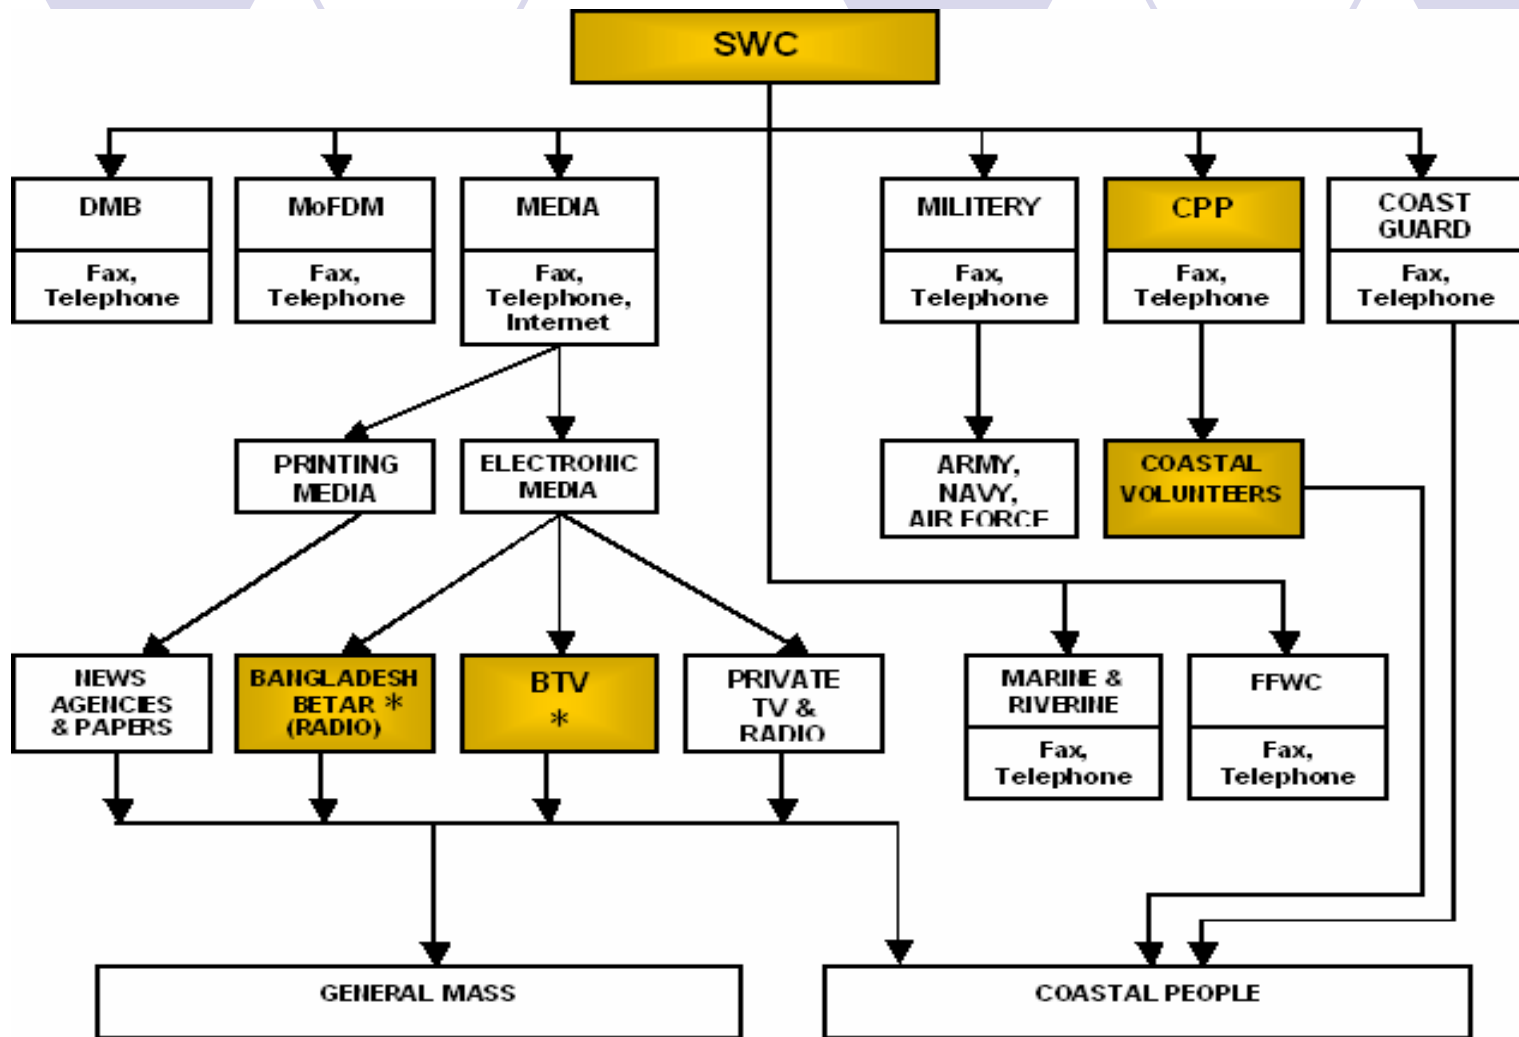 SWC
DMB
Fax,
Telephone
MoFDM
Fax,
Telephone
MEDIA
Fax,
Telephone,
Internet
MILITERY
Fax,
Telephone
CPP
Fax,
Telephone
COAST
GUARD
Fax,
Telephone
PRINTING
MEDIA
ELECTRONIC
MEDIA
ARMY,
NAVY,
AIR FORCE
COASTAL
VOLUNTEERS
NEWS
AGENCIES
& PAPERS
BANGLADESH
BETAR *
(RADIO)
BTV
*
PRIVATE
TV &
RADIO
MARINE &
RIVERINE
Fax,
Telephone
FFWC
Fax,
Telephone
GENERAL MASS
COASTAL PEOPLE